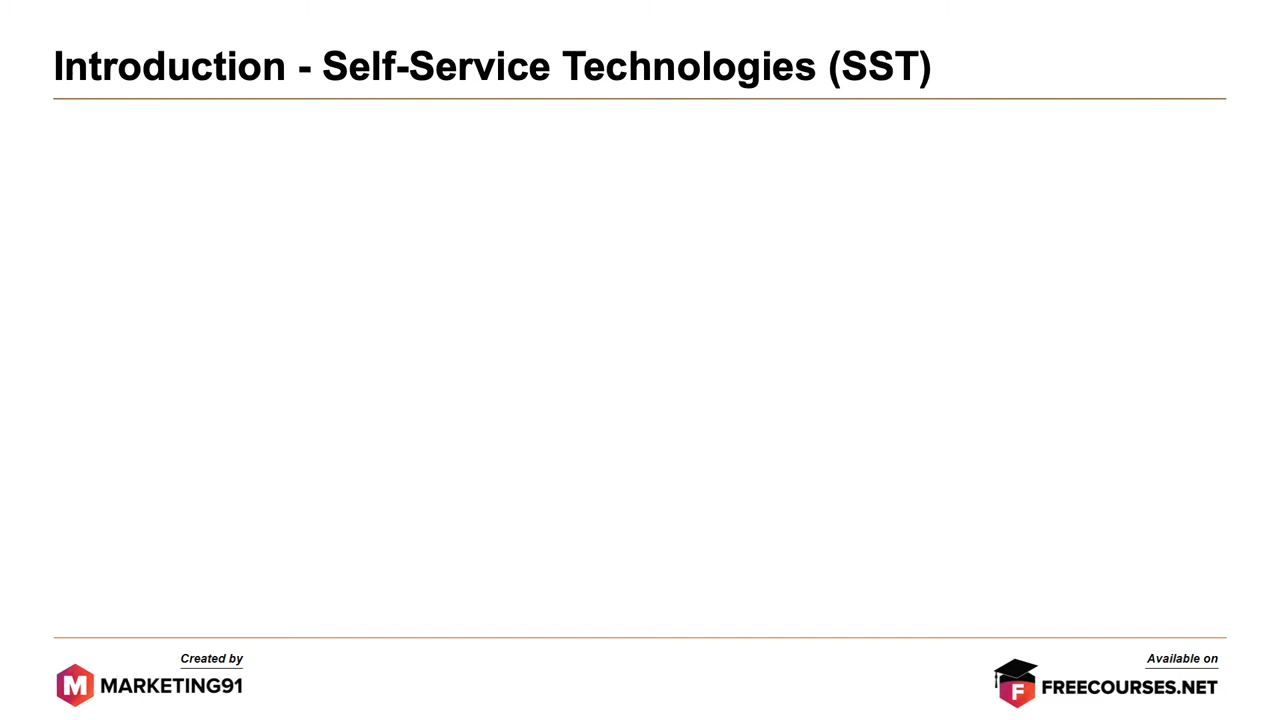 Introduction - Self-Service Technologies (SST)
Created by
M MARKETING91
Available on
F FREECOURSES.NET